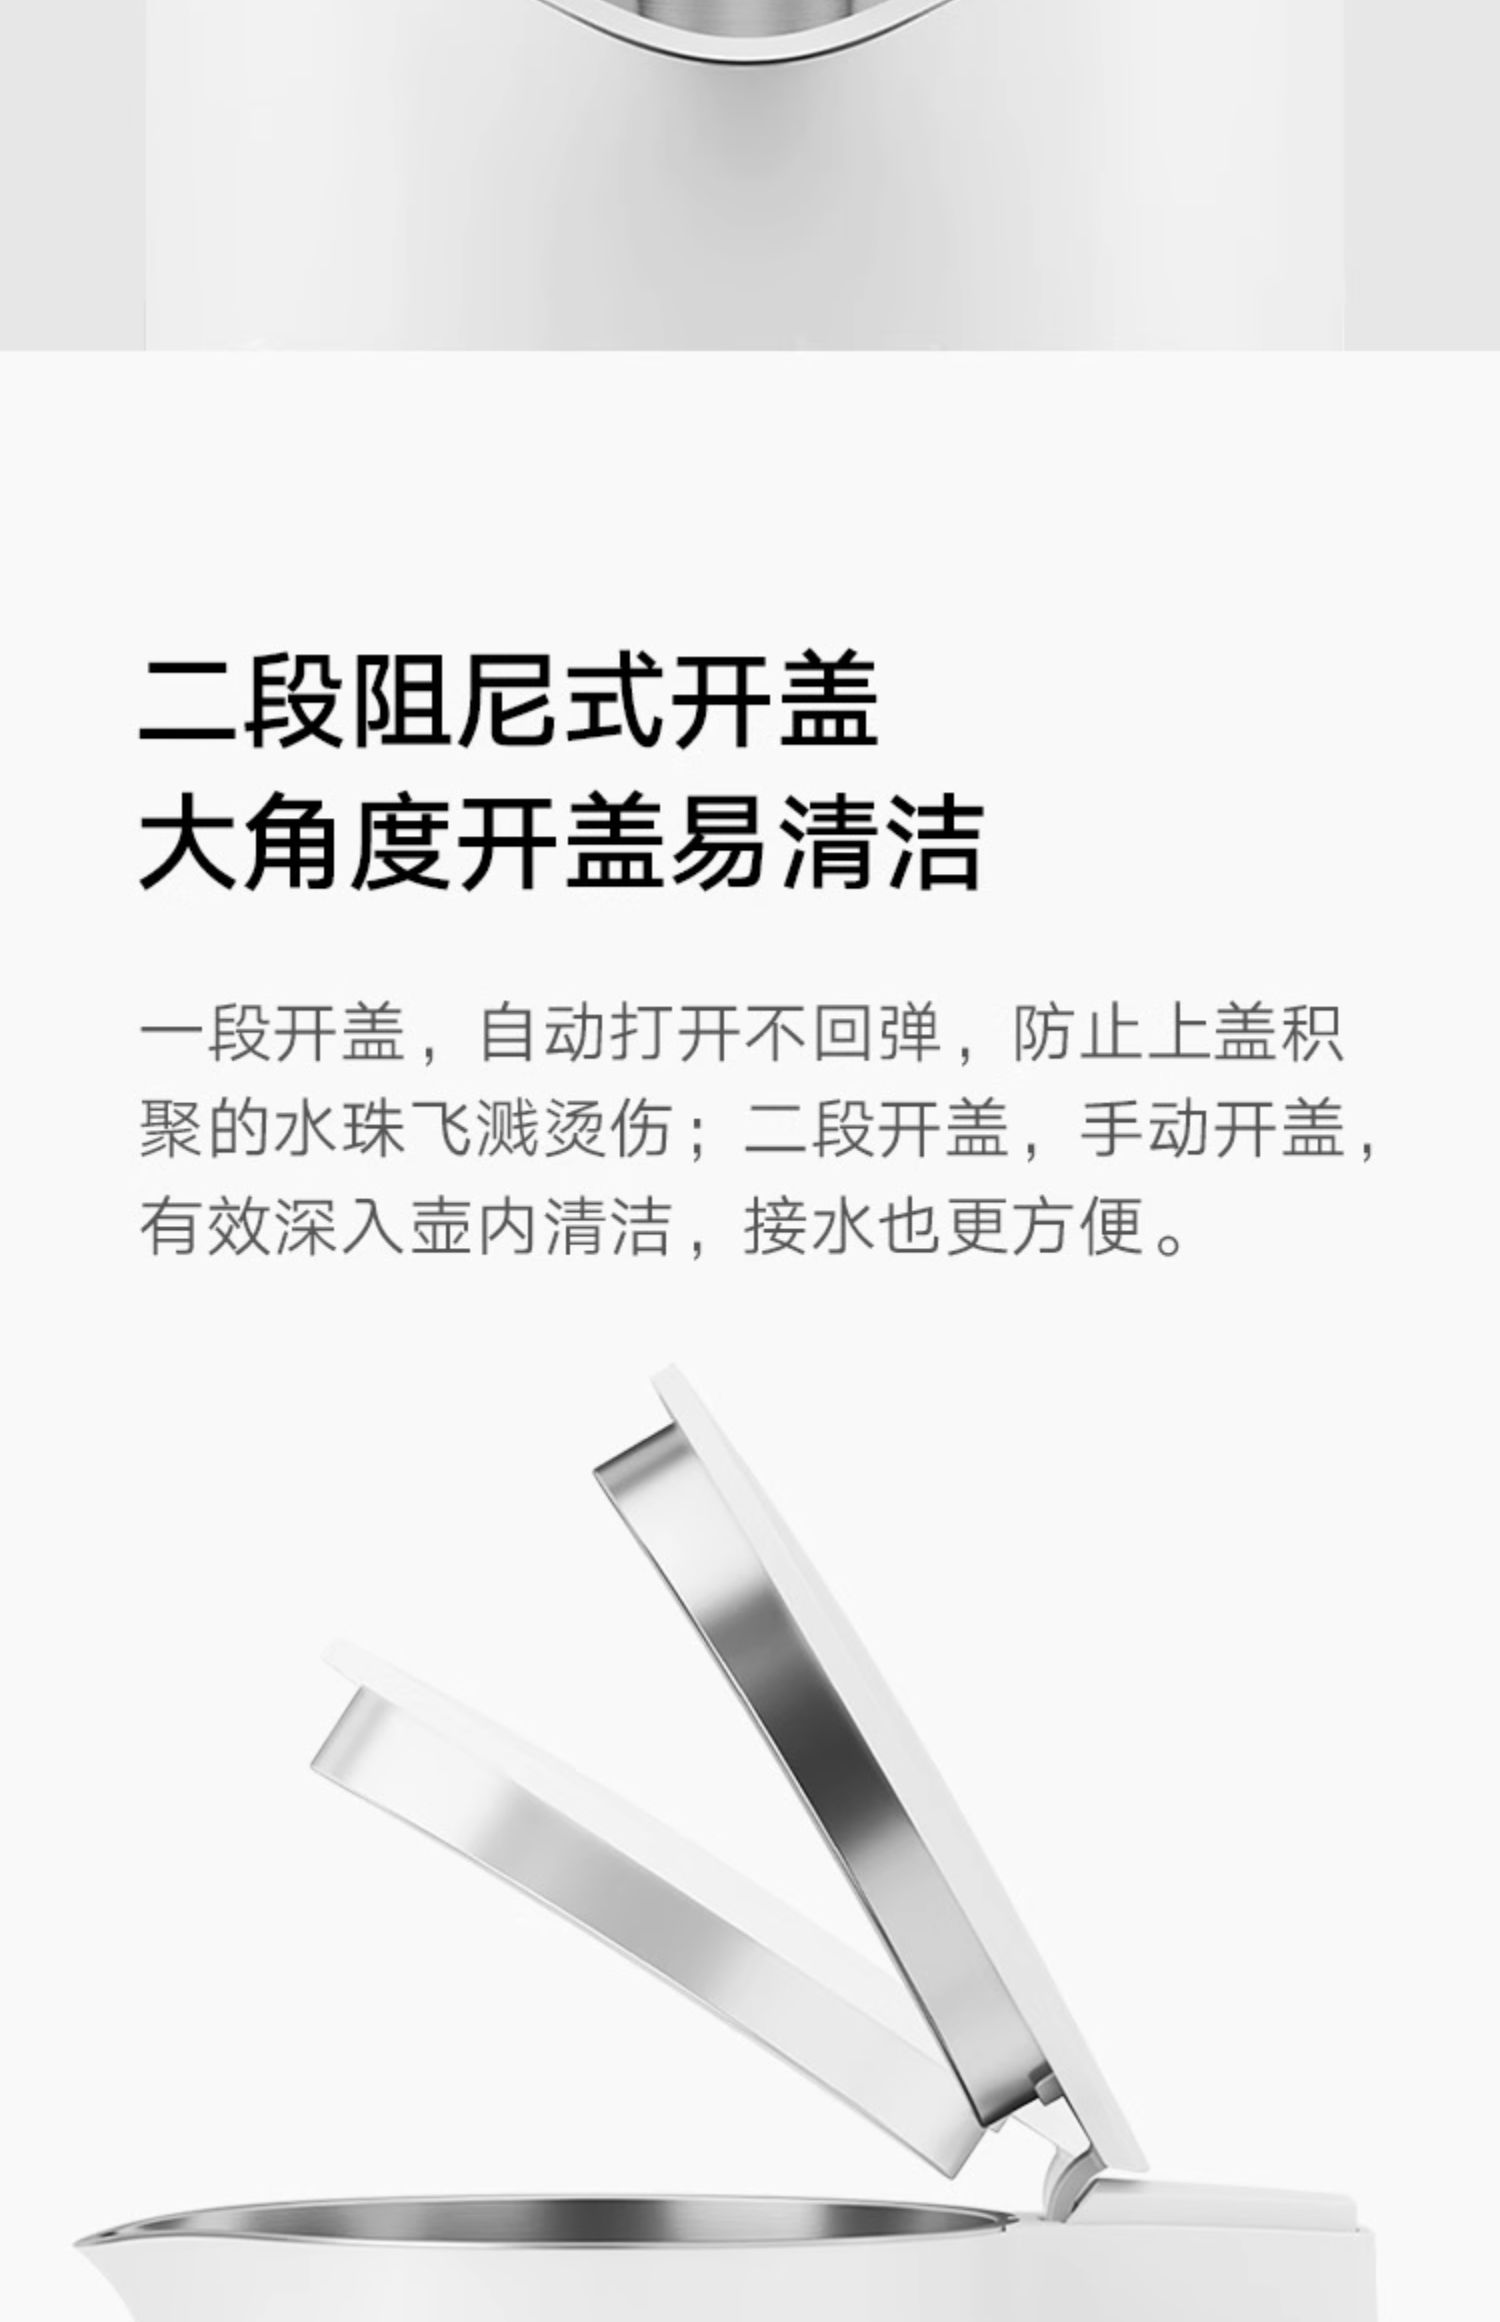 二段阻尼式开盖
大角度开盖易清洁
一段开盖，自动打开不回弹，防止上盖积
聚的水珠飞溅烫伤；二段开盖，手动开盖，
有效深入壶内清洁，接水也更方便。